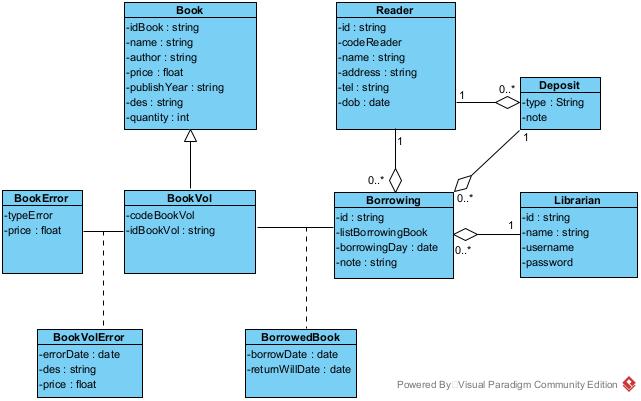 Book
-idBook : string
-name : string
-author : string
-price : float
-publishYear : string
-des : string
-quantity : int
Reader
-id : string
-codeReader
-name : string
-address : string
-tel : string
-dob : date
1
0..*
Deposit
-type : String
-note
1
0..*
1
0..*
BookError
-typeError
-price : float
BookVol
-codeBookVol
-idBookVol : string
Borrowing
-id : string
-listBorrowingBook
-borrowingDay : date
-note : string
1
0..*
Librarian
-id : string
-name : string
-username
-password
BookVolError
-errorDate : date
-des : string
-price : float
BorrowedBook
-borrowDate : date
-returnWillDate : date
Powered By Visual Paradigm Community Edition